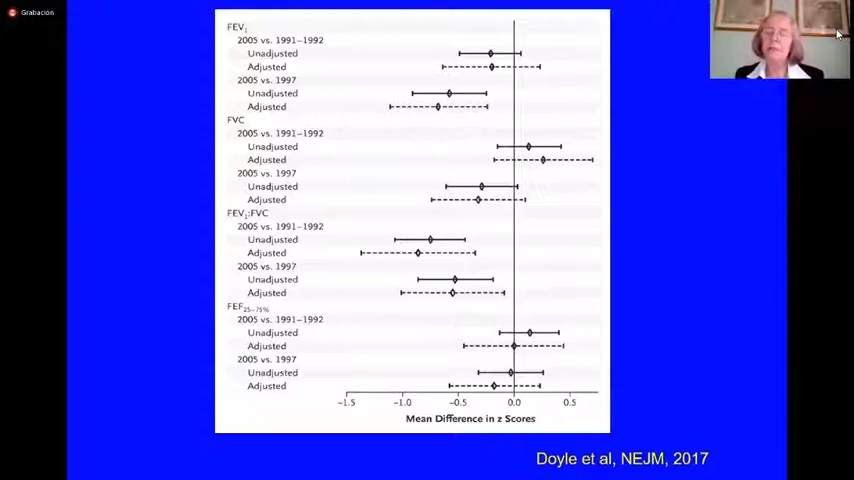 Grabación
FEV1
2005 vs. 1991–1992
Unadjusted
Adjusted
2005 vs. 1997
Unadjusted
Adjusted
FVC
2005 vs. 1991–1992
Unadjusted
Adjusted
2005 vs. 1997
Unadjusted
Adjusted
FEV1:FVC
2005 vs. 1991–1992
Unadjusted
Adjusted
2005 vs. 1997
Unadjusted
Adjusted
FEF25–75%
2005 vs. 1991–1992
Unadjusted
Adjusted
2005 vs. 1997
Unadjusted
Adjusted
−1.5 −1.0 −0.5 0.0 0.5
Mean Difference in z Scores
Doyle et al, NEJM, 2017